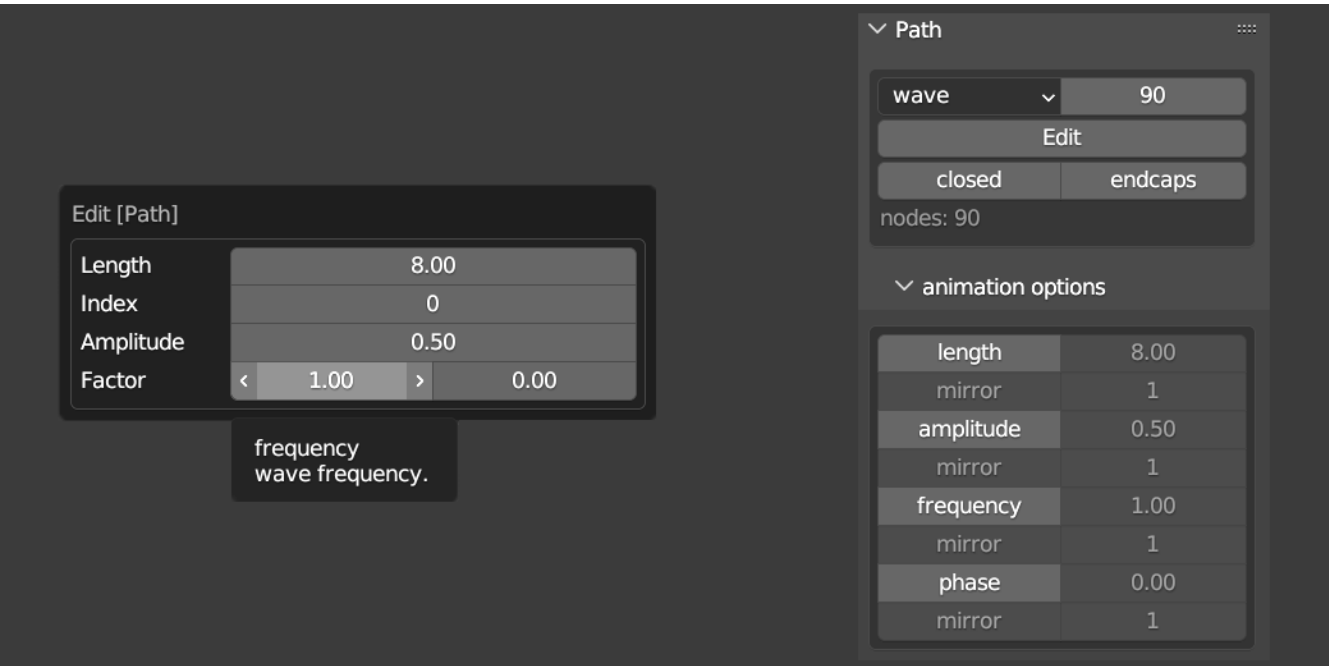 Edit [Path]
Length 8.00
Index 0
Amplitude 0.50
Factor 1.00 0.00
frequency
wave frequency.
Path
wave 90
Edit
closed endcaps
nodes: 90
animation options
length 8.00
mirror 1
amplitude 0.50
mirror 1
frequency 1.00
mirror 1
phase 0.00
mirror 1